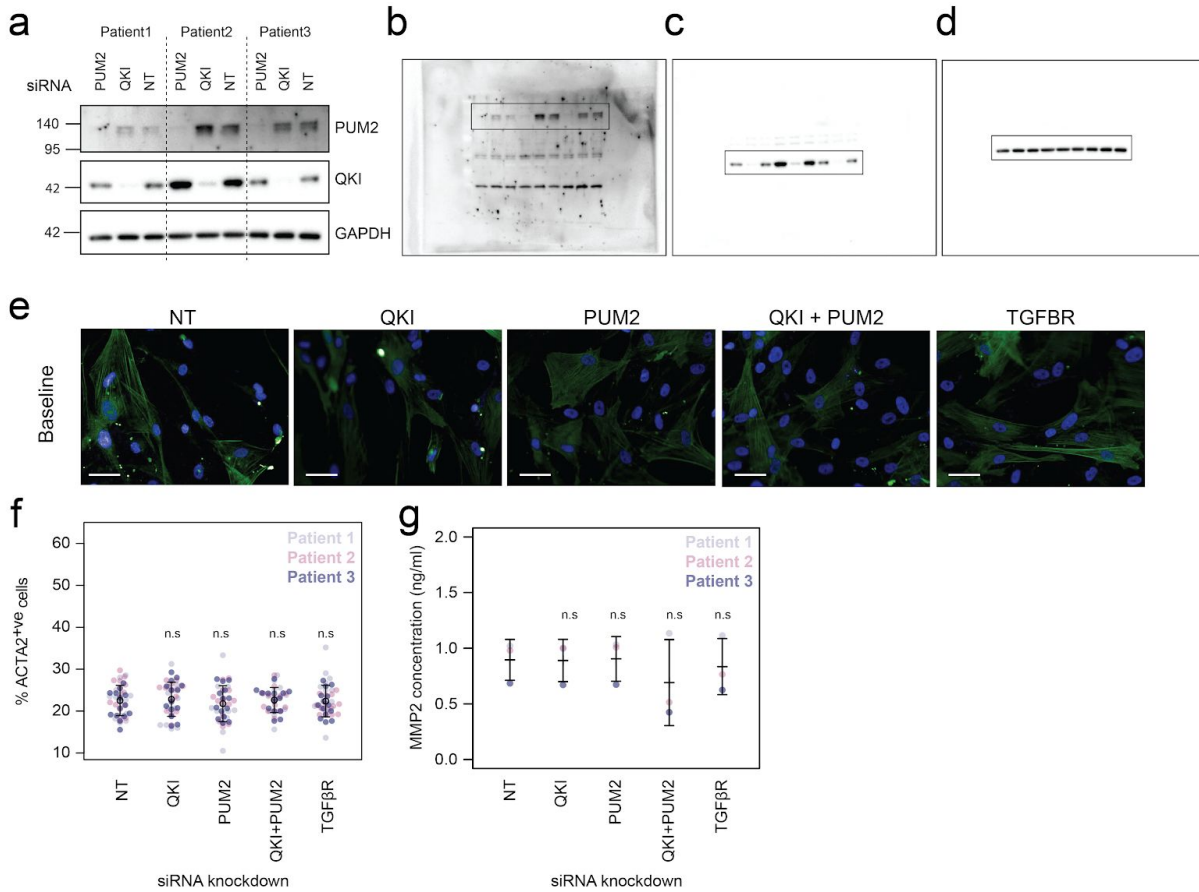 a
Patient1 Patient2 Patient3
siRNA PUM2 QKI NT PUM2 QKI NT PUM2 QKI NT
140
95
PUM2
42
QKI
42
GAPDH
b
c
d
e
NT QKI PUM2 QKI + PUM2 TGFBR
Baseline
f
% ACTA2+ve cells
60
50
40
30
20
10
Patient 1
Patient 2
Patient 3
n.s n.s n.s n.s
NT QKI PUM2 QKI+PUM2 TGFβR
siRNA knockdown
g
MMP2 concentration (ng/ml)
2.0
1.5
1.0
0.5
0.0
Patient 1
Patient 2
Patient 3
n.s n.s n.s n.s
NT QKI PUM2 QKI+PUM2 TGFβR
siRNA knockdown